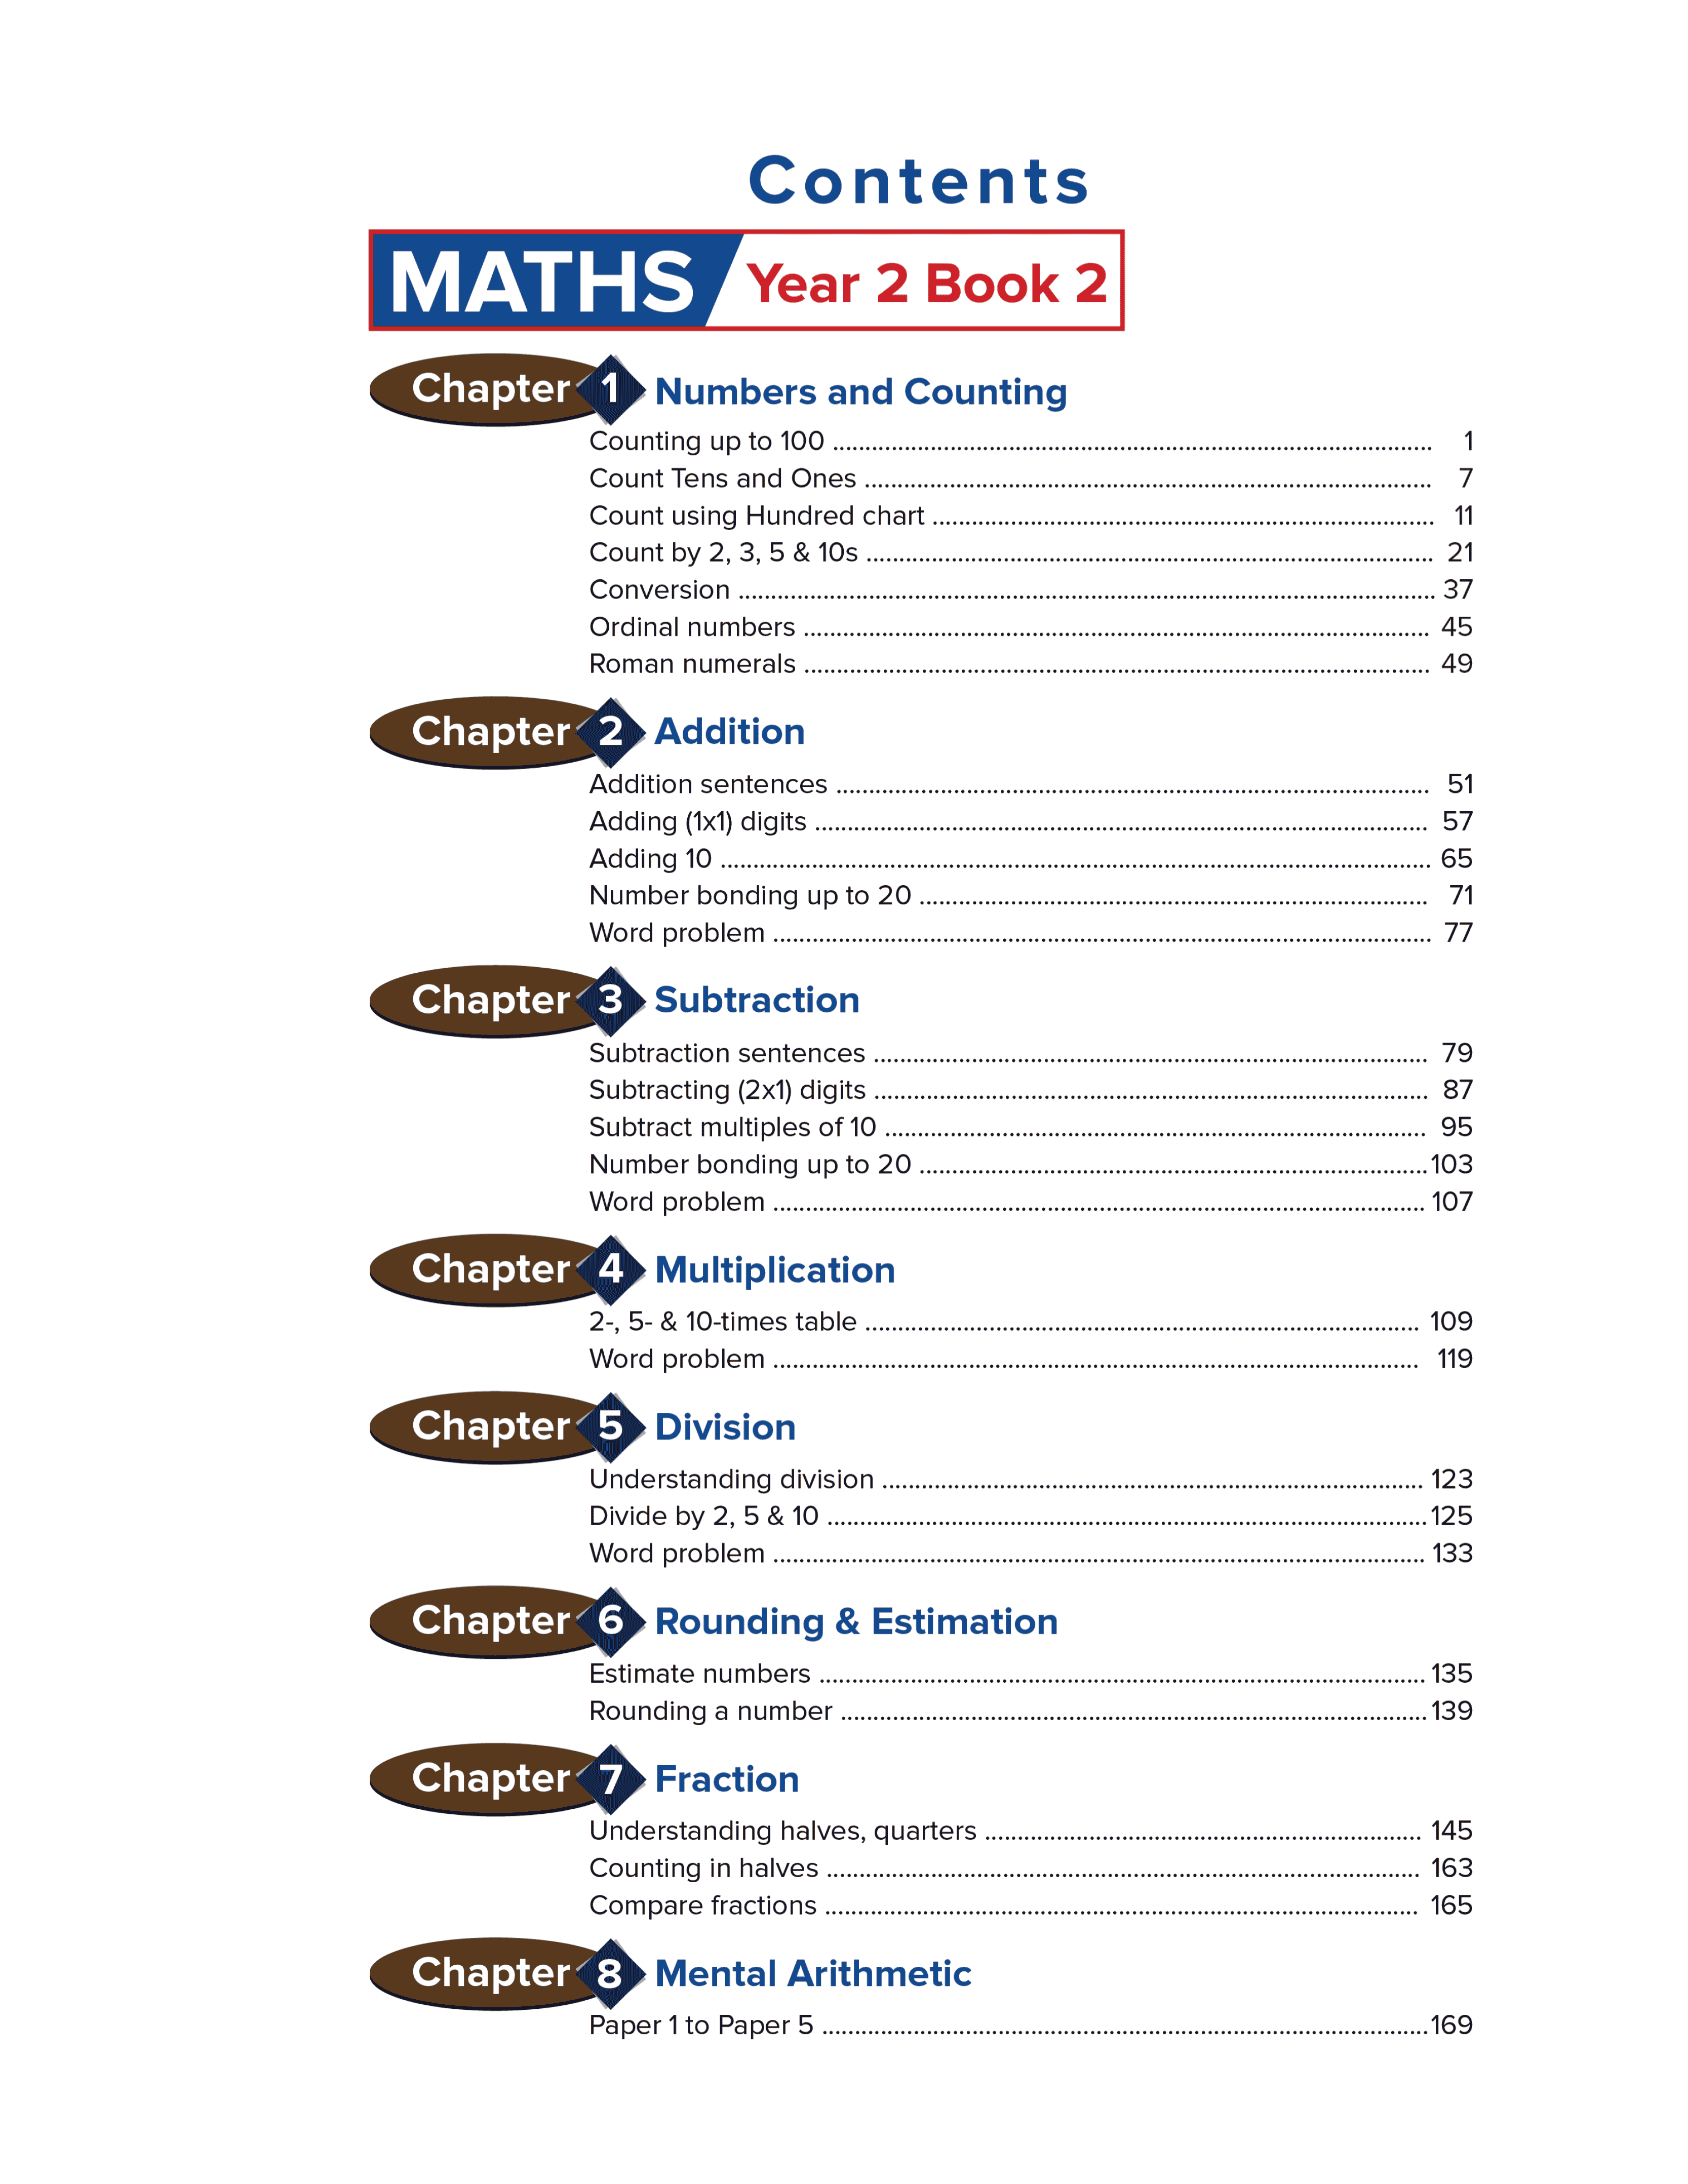 Contents
MATHS Year 2 Book 2
Chapter 1 Numbers and Counting
Counting up to 100 ........ 1
Count Tens and Ones ........ 7
Count using Hundred chart ........ 11
Count by 2, 3, 5 & 10s ........ 21
Conversion ........ 37
Ordinal numbers ........ 45
Roman numerals ........ 49
Chapter 2 Addition
Addition sentences ........ 51
Adding (1x1) digits ........ 57
Adding 10 ........ 65
Number bonding up to 20 ........ 71
Word problem ........ 77
Chapter 3 Subtraction
Subtraction sentences ........ 79
Subtracting (2x1) digits ........ 87
Subtract multiples of 10 ........ 95
Number bonding up to 20 ........ 103
Word problem ........ 107
Chapter 4 Multiplication
2-, 5- & 10-times table ........ 109
Word problem ........ 119
Chapter 5 Division
Understanding division ........ 123
Divide by 2, 5 & 10 ........ 125
Word problem ........ 133
Chapter 6 Rounding & Estimation
Estimate numbers ........ 135
Rounding a number ........ 139
Chapter 7 Fraction
Understanding halves, quarters ........ 145
Counting in halves ........ 163
Compare fractions ........ 165
Chapter 8 Mental Arithmetic
Paper 1 to Paper 5 ........ 169